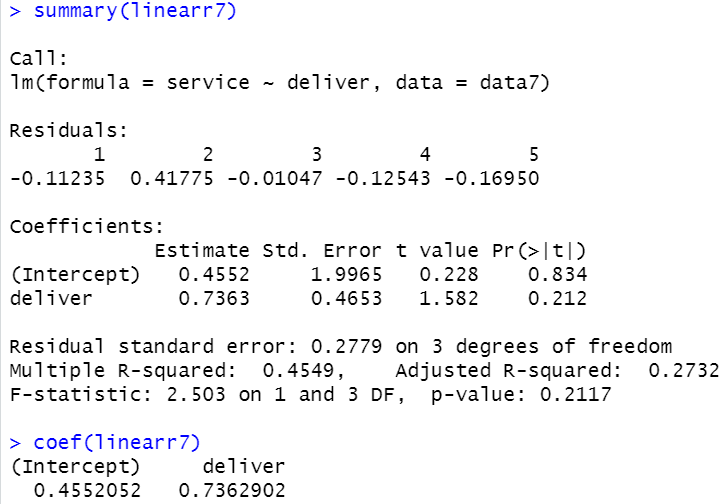 > summary(linearr7)
Call:
lm(formula = service ~ deliver, data = data7)
Residuals:
1 2 3 4 5
-0.11235 0.41775 -0.01047 -0.12543 -0.16950
Coefficients:
Estimate Std. Error t value Pr(>|t|)
(Intercept) 0.4552 1.9965 0.228 0.834
deliver 0.7363 0.4653 1.582 0.212
Residual standard error: 0.2779 on 3 degrees of freedom
Multiple R-squared: 0.4549, Adjusted R-squared: 0.2732
F-statistic: 2.503 on 1 and 3 DF, p-value: 0.2117
> coef(linearr7)
(Intercept) deliver
0.4552052 0.7362902